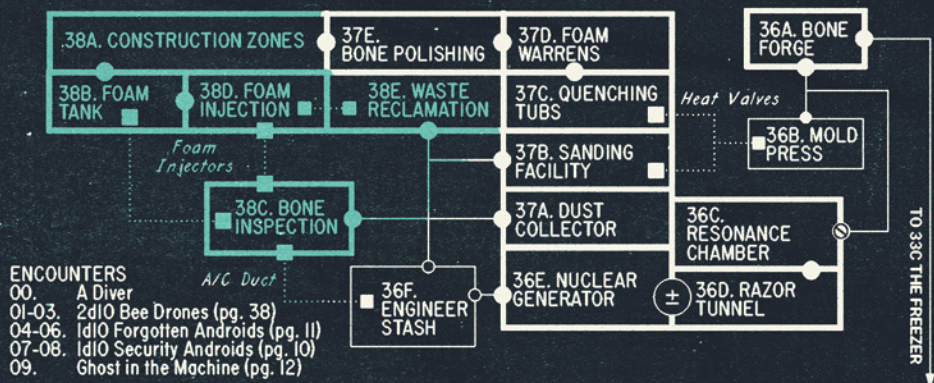 38A. CONSTRUCTION ZONES
37E.
BONE POLISHING
37D. FOAM
WARRENS
36A. BONE
FORGE
38B. FOAM
TANK
38D. FOAM
INJECTION
38E. WASTE
RECLAMATION
37C. QUENCHING
TUBS
Heat Valves
36B. MOLD
PRESS
Foam
Injectors
37B. SANDING
FACILITY
38C. BONE
INSPECTION
37A. DUST
COLLECTOR
36C.
RESONANCE
CHAMBER
TO 33C THE FREEZER
A/C Duct
36F.
ENGINEER
STASH
36E. NUCLEAR
GENERATOR
±
36D. RAZOR
TUNNEL
ENCOUNTERS
00. A Diver
01-03. 2d10 Bee Drones (pg. 38)
04-06. 1d10 Forgotten Androids (pg. 11)
07-08. 1d10 Security Androids (pg. 10)
09. Ghost in the Machine (pg. 12)